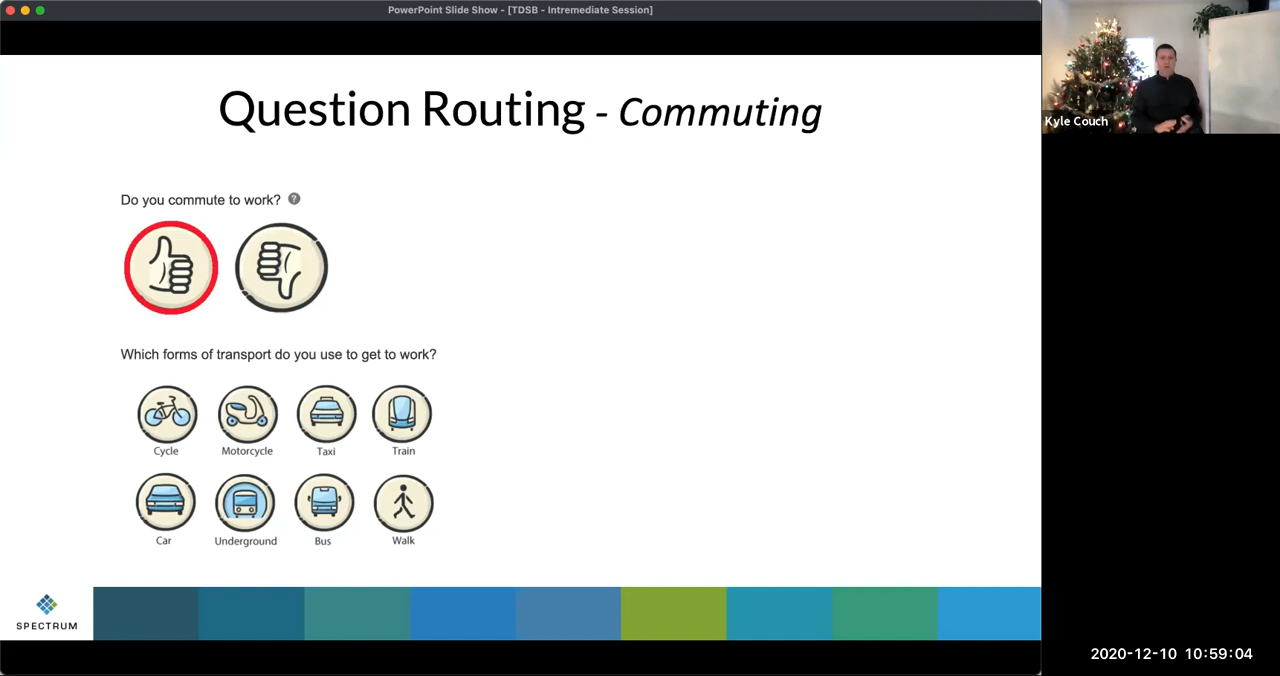 PowerPoint Slide Show - [TDSB - Intremediate Session]
Question Routing - Commuting
Kyle Couch
Do you commute to work? ?
Which forms of transport do you use to get to work?
Cycle Motorcycle Taxi Train
Car Underground Bus Walk
SPECTRUM
2020-12-10 10:59:04